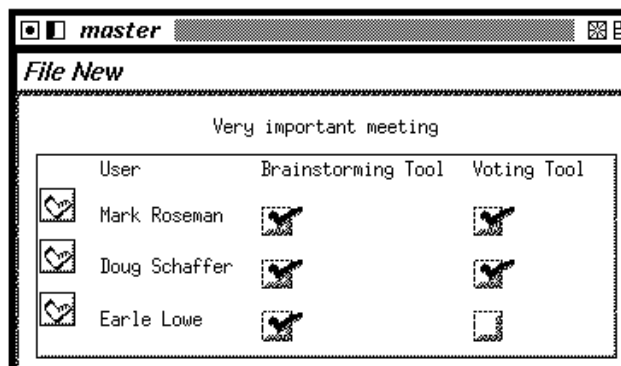 master
File New
Very important meeting
User Brainstorming Tool Voting Tool
Mark Roseman
Doug Schaffer
Earle Lowe